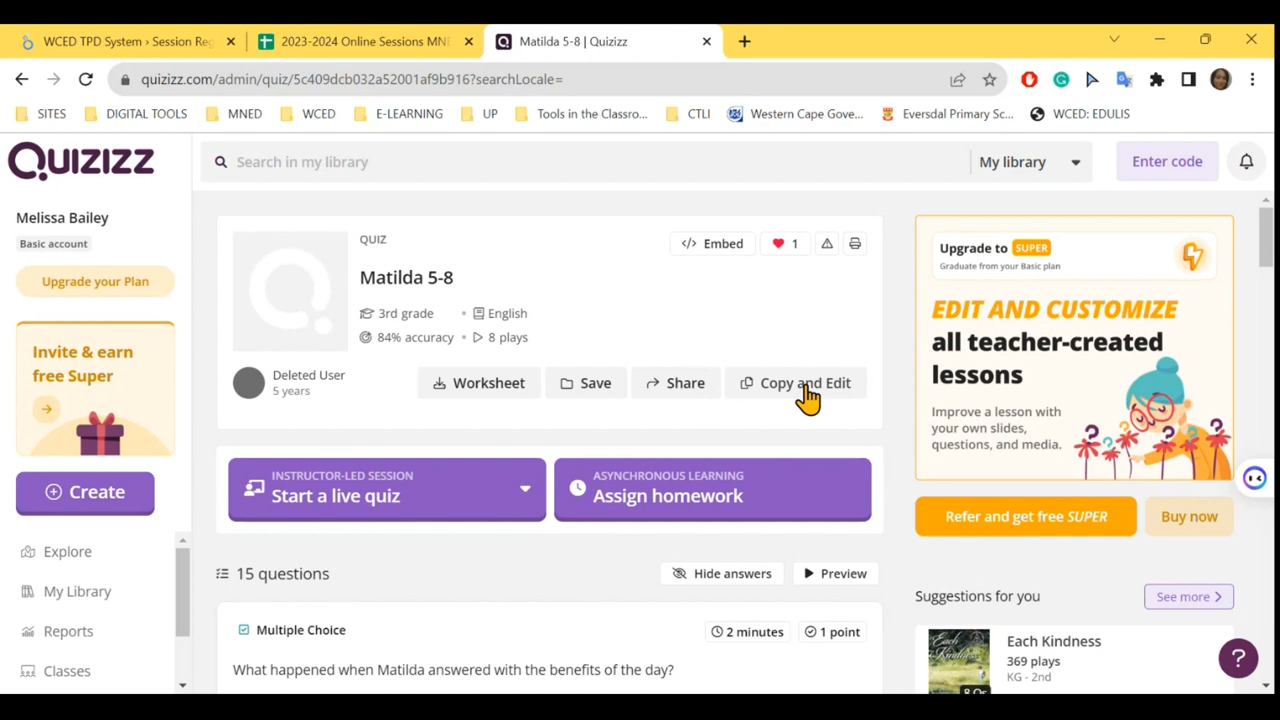 WCED TPD System › Session Reg
2023-2024 Online Sessions MNE
Matilda 5-8 | Quizizz
quizizz.com/admin/quiz/5c409dcb032a52001af9b916?searchLocale=
SITES
DIGITAL TOOLS
MNED
WCED
E-LEARNING
UP
Tools in the Classro...
CTLI
Western Cape Gove...
Eversdal Primary Sc...
WCED: EDULIS
QUIZIZZ
Search in my library
My library
Enter code
Melissa Bailey
Basic account
Upgrade your Plan
Invite & earn
free Super
Create
Explore
My Library
Reports
Classes
QUIZ
</> Embed
1
Matilda 5-8
3rd grade • English
84% accuracy • 8 plays
Deleted User
5 years
Worksheet
Save
Share
Copy and Edit
INSTRUCTOR-LED SESSION
Start a live quiz
ASYNCHRONOUS LEARNING
Assign homework
15 questions
Hide answers
Preview
Multiple Choice
2 minutes
1 point
What happened when Matilda answered with the benefits of the day?
Upgrade to SUPER
Graduate from your Basic plan
EDIT AND CUSTOMIZE
all teacher-created
lessons
Improve a lesson with
your own slides,
questions, and media.
Refer and get free SUPER
Buy now
Suggestions for you
See more
Each Kindness
Each Kindness
369 plays
KG - 2nd
8 Qs
?